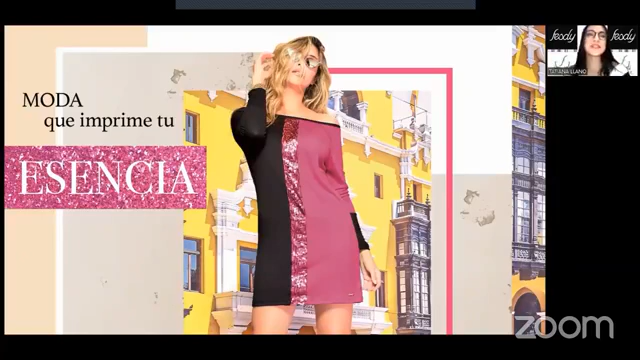 MODA
que imprime tu
ESENCIA
feody
feody
TATIANA LLANO
zoom